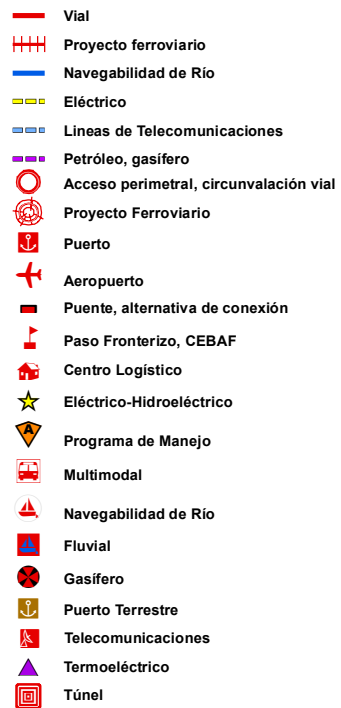 Vial
Proyecto ferroviario
Navegabilidad de Río
Eléctrico
Lineas de Telecomunicaciones
Petróleo, gasífero
Acceso perimetral, circunvalación vial
Proyecto Ferroviario
Puerto
Aeropuerto
Puente, alternativa de conexión
Paso Fronterizo, CEBAF
Centro Logístico
Eléctrico-Hidroeléctrico
A
Programa de Manejo
Multimodal
Navegabilidad de Río
Fluvial
Gasífero
Puerto Terrestre
Telecomunicaciones
Termoeléctrico
Túnel